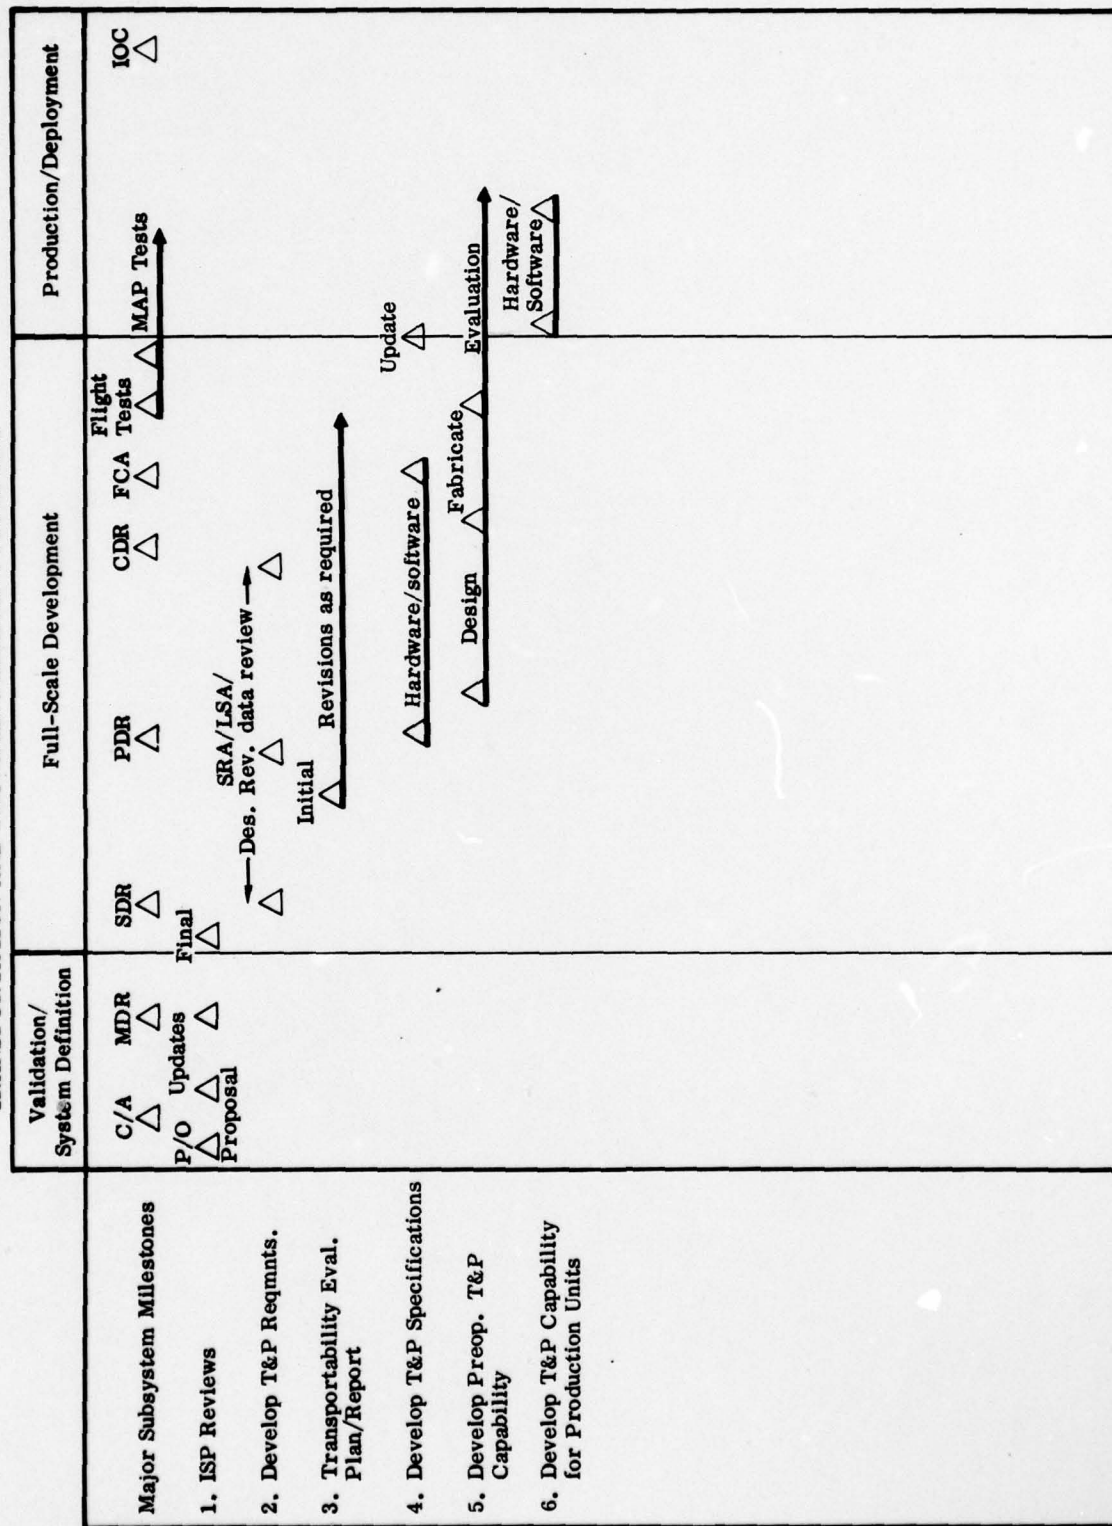 Validation/
System Definition
Full-Scale Development
Production/Deployment
Major Subsystem Milestones
C/A
MDR
SDR
PDR
CDR
FCA
Flight
Tests
MAP Tests
IOC
1. ISP Reviews
P/O
Updates
Proposal
Final
2. Develop T&P Reqmnts.
SRA/LSA/
Des. Rev. data review
3. Transportability Eval.
Plan/Report
Initial
Revisions as required
4. Develop T&P Specifications
Hardware/software
Update
5. Develop Preop. T&P
Capability
Design
Fabricate
Evaluation
6. Develop T&P Capability
for Production Units
Hardware/
Software